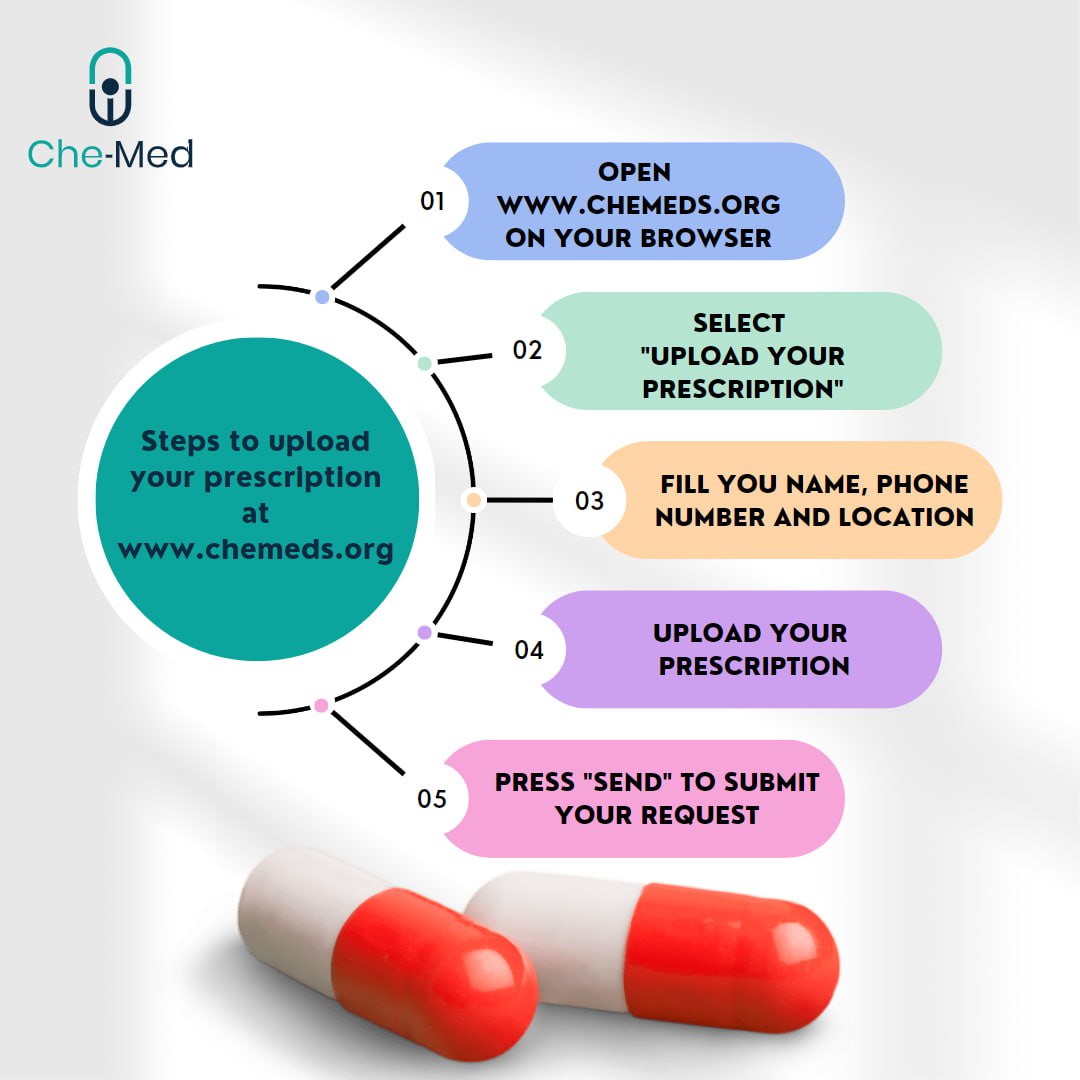 Che-Med
Steps to upload
your prescription
at
www.chemeds.org
01
OPEN
WWW.CHEMEDS.ORG
ON YOUR BROWSER
02
SELECT
"UPLOAD YOUR
PRESCRIPTION"
03
FILL YOU NAME, PHONE
NUMBER AND LOCATION
04
UPLOAD YOUR
PRESCRIPTION
05
PRESS "SEND" TO SUBMIT
YOUR REQUEST